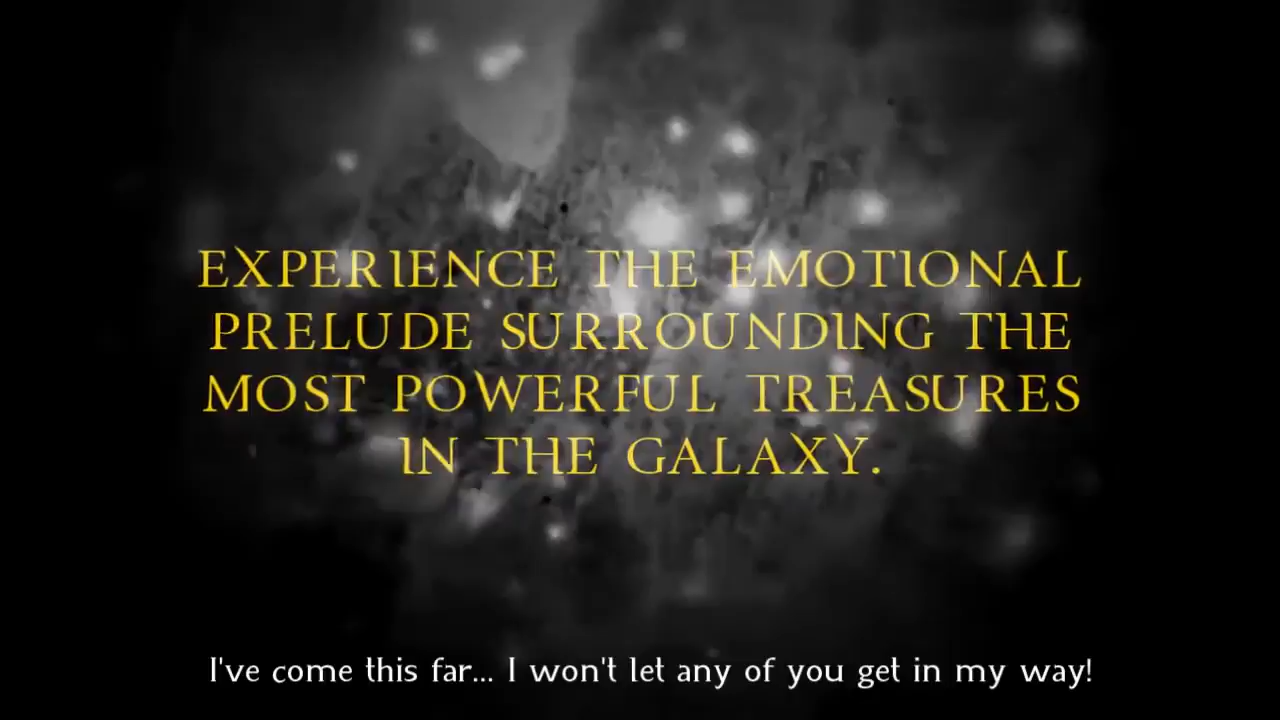 EXPERIENCE THE EMOTIONAL
PRELUDE SURROUNDING THE
MOST POWERFUL TREASURES
IN THE GALAXY.
I've come this far... I won't let any of you get in my way!